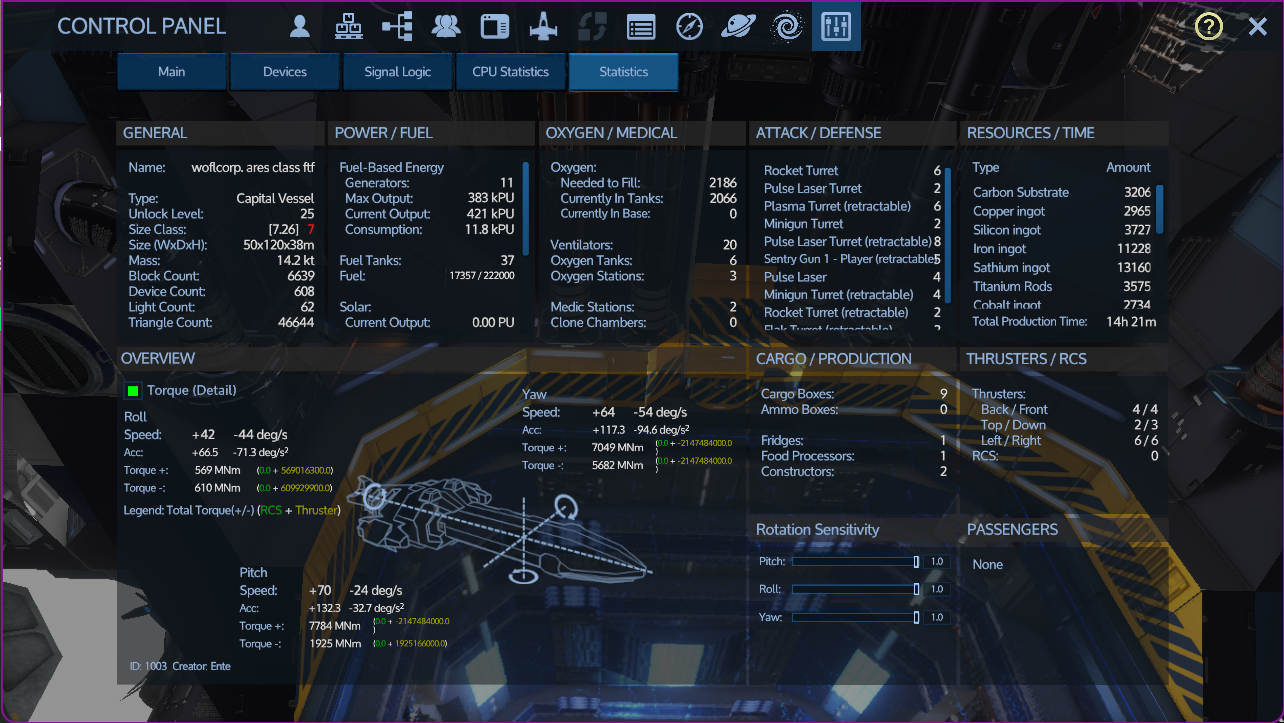 CONTROL PANEL
?
Main Devices Signal Logic CPU Statistics Statistics
GENERAL
Name: woflcorp. ares class ftf
Type: Capital Vessel
Unlock Level: 25
Size Class: [7.26] 7
Size (WxDxH): 50x120x38m
Mass: 14.2 kt
Block Count: 6639
Device Count: 608
Light Count: 62
Triangle Count: 46644
POWER / FUEL
Fuel-Based Energy
Generators: 11
Max Output: 383 kPU
Current Output: 421 kPU
Consumption: 11.8 kPU
Fuel Tanks: 37
Fuel: 17357 / 222000
Solar:
Current Output: 0.00 PU
OXYGEN / MEDICAL
Oxygen:
Needed to Fill: 2186
Currently In Tanks: 2066
Currently In Base: 0
Ventilators: 20
Oxygen Tanks: 6
Oxygen Stations: 3
Medic Stations: 2
Clone Chambers: 0
ATTACK / DEFENSE
Rocket Turret 6
Pulse Laser Turret 2
Plasma Turret (retractable) 6
Minigun Turret 2
Pulse Laser Turret (retractable) 8
Sentry Gun 1 - Player (retractable 5
Pulse Laser 4
Minigun Turret (retractable) 4
Rocket Turret (retractable) 2
Flak Turret (retractable) 2
RESOURCES / TIME
Type Amount
Carbon Substrate 3206
Copper ingot 2965
Silicon ingot 3727
Iron ingot 11228
Sathium ingot 13160
Titanium Rods 3575
Cobalt ingot 2734
Total Production Time: 14h 21m
OVERVIEW
Torque (Detail)
Roll
Speed: +42 -44 deg/s
Acc: +66.5 -71.3 deg/s²
Torque +: 569 MNm (0.0 + 569016300.0)
Torque -: 610 MNm (0.0 + 609929900.0)
Legend: Total Torque(+/-) (RCS + Thruster)
Yaw
Speed: +64 -54 deg/s
Acc: +117.3 -94.6 deg/s²
Torque +: 7049 MNm (0.0 + -2147484000.0
)
Torque -: 5682 MNm (0.0 + -2147484000.0
)
Pitch
Speed: +70 -24 deg/s
Acc: +132.3 -32.7 deg/s²
Torque +: 7784 MNm (0.0 + -2147484000.0
)
Torque -: 1925 MNm (0.0 + 1925166000.0)
ID: 1003 Creator: Ente
CARGO / PRODUCTION
Cargo Boxes: 9
Ammo Boxes: 0
Fridges: 1
Food Processors: 1
Constructors: 2
THRUSTERS / RCS
Thrusters:
Back / Front 4 / 4
Top / Down 2 / 3
Left / Right 6 / 6
RCS: 0
Rotation Sensitivity
Pitch: 1.0
Roll: 1.0
Yaw: 1.0
PASSENGERS
None